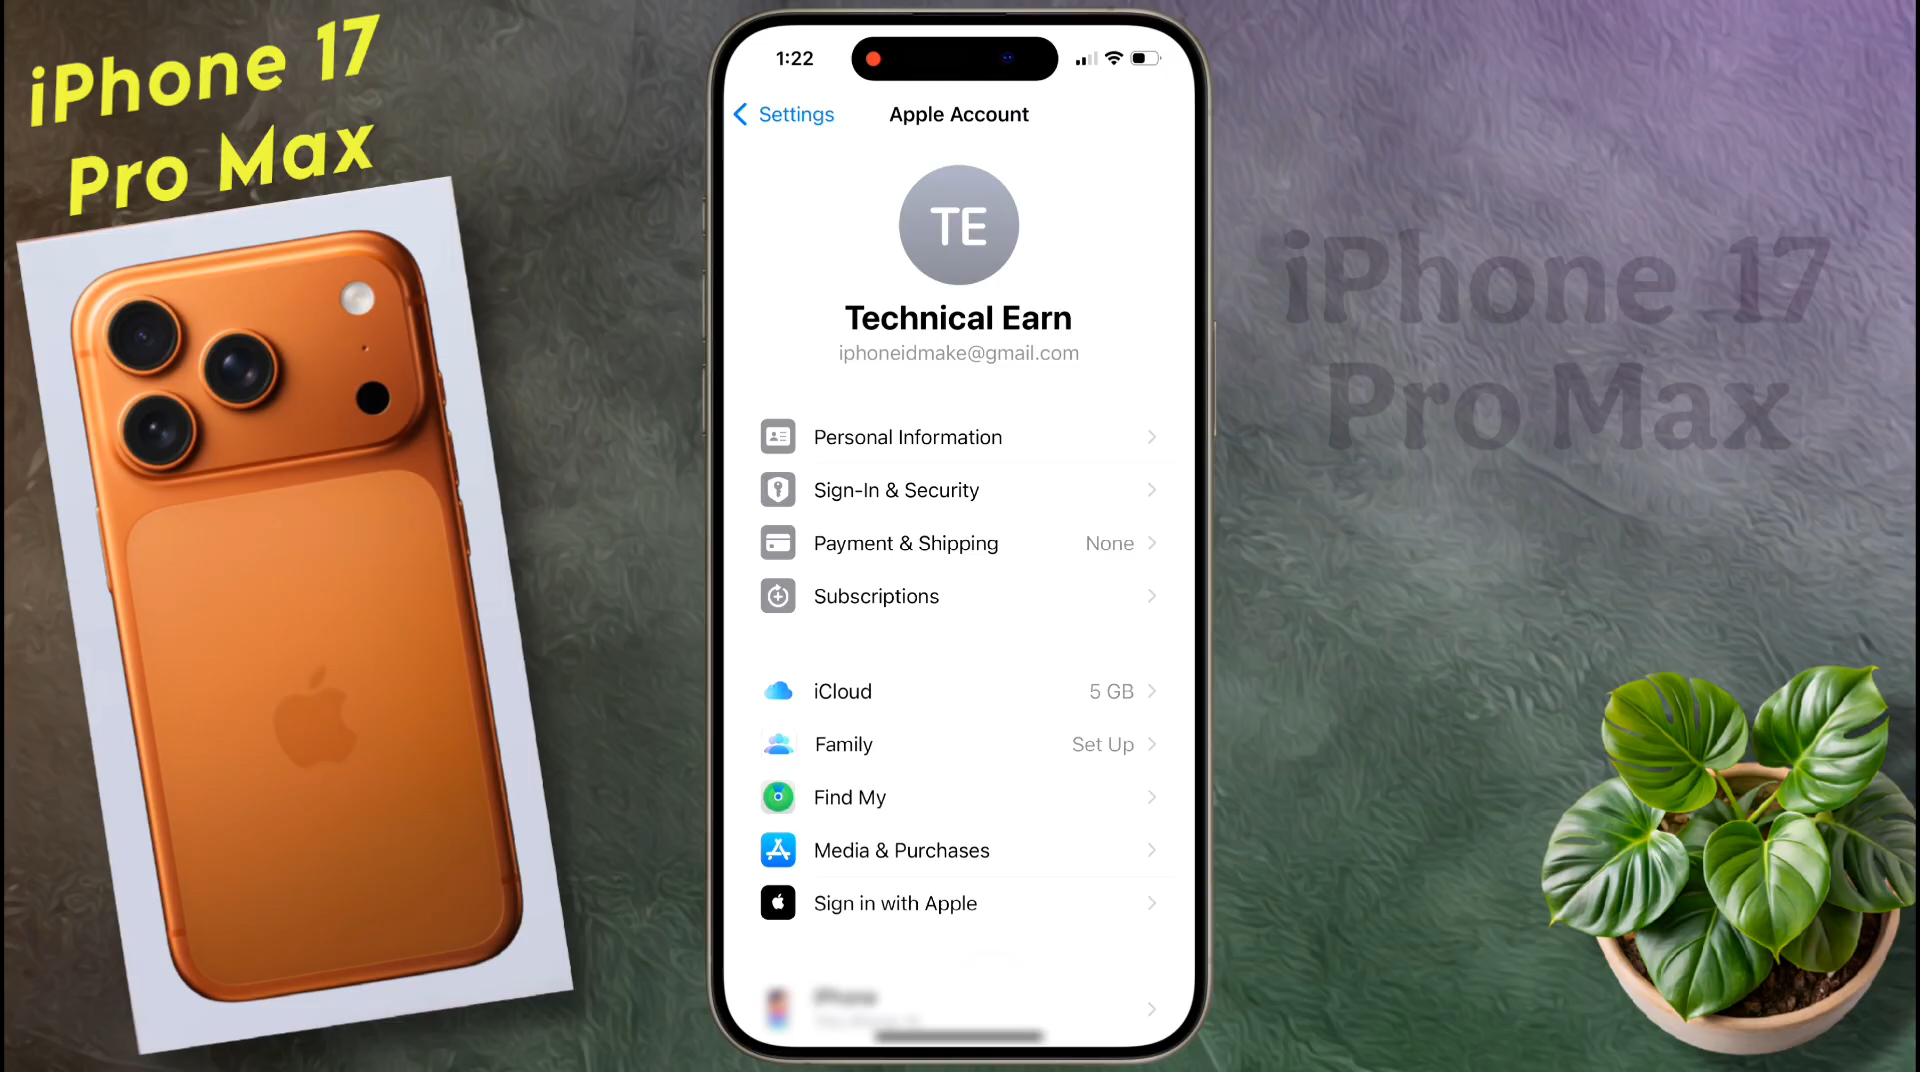 iPhone 17
Pro Max
1:22
Settings
Apple Account
TE
Technical Earn
iphoneidmake@gmail.com
Personal Information
Sign-In & Security
Payment & Shipping None
Subscriptions
iCloud 5 GB
Family Set Up
Find My
Media & Purchases
Sign in with Apple
iPhone
iPhone 17
Pro Max